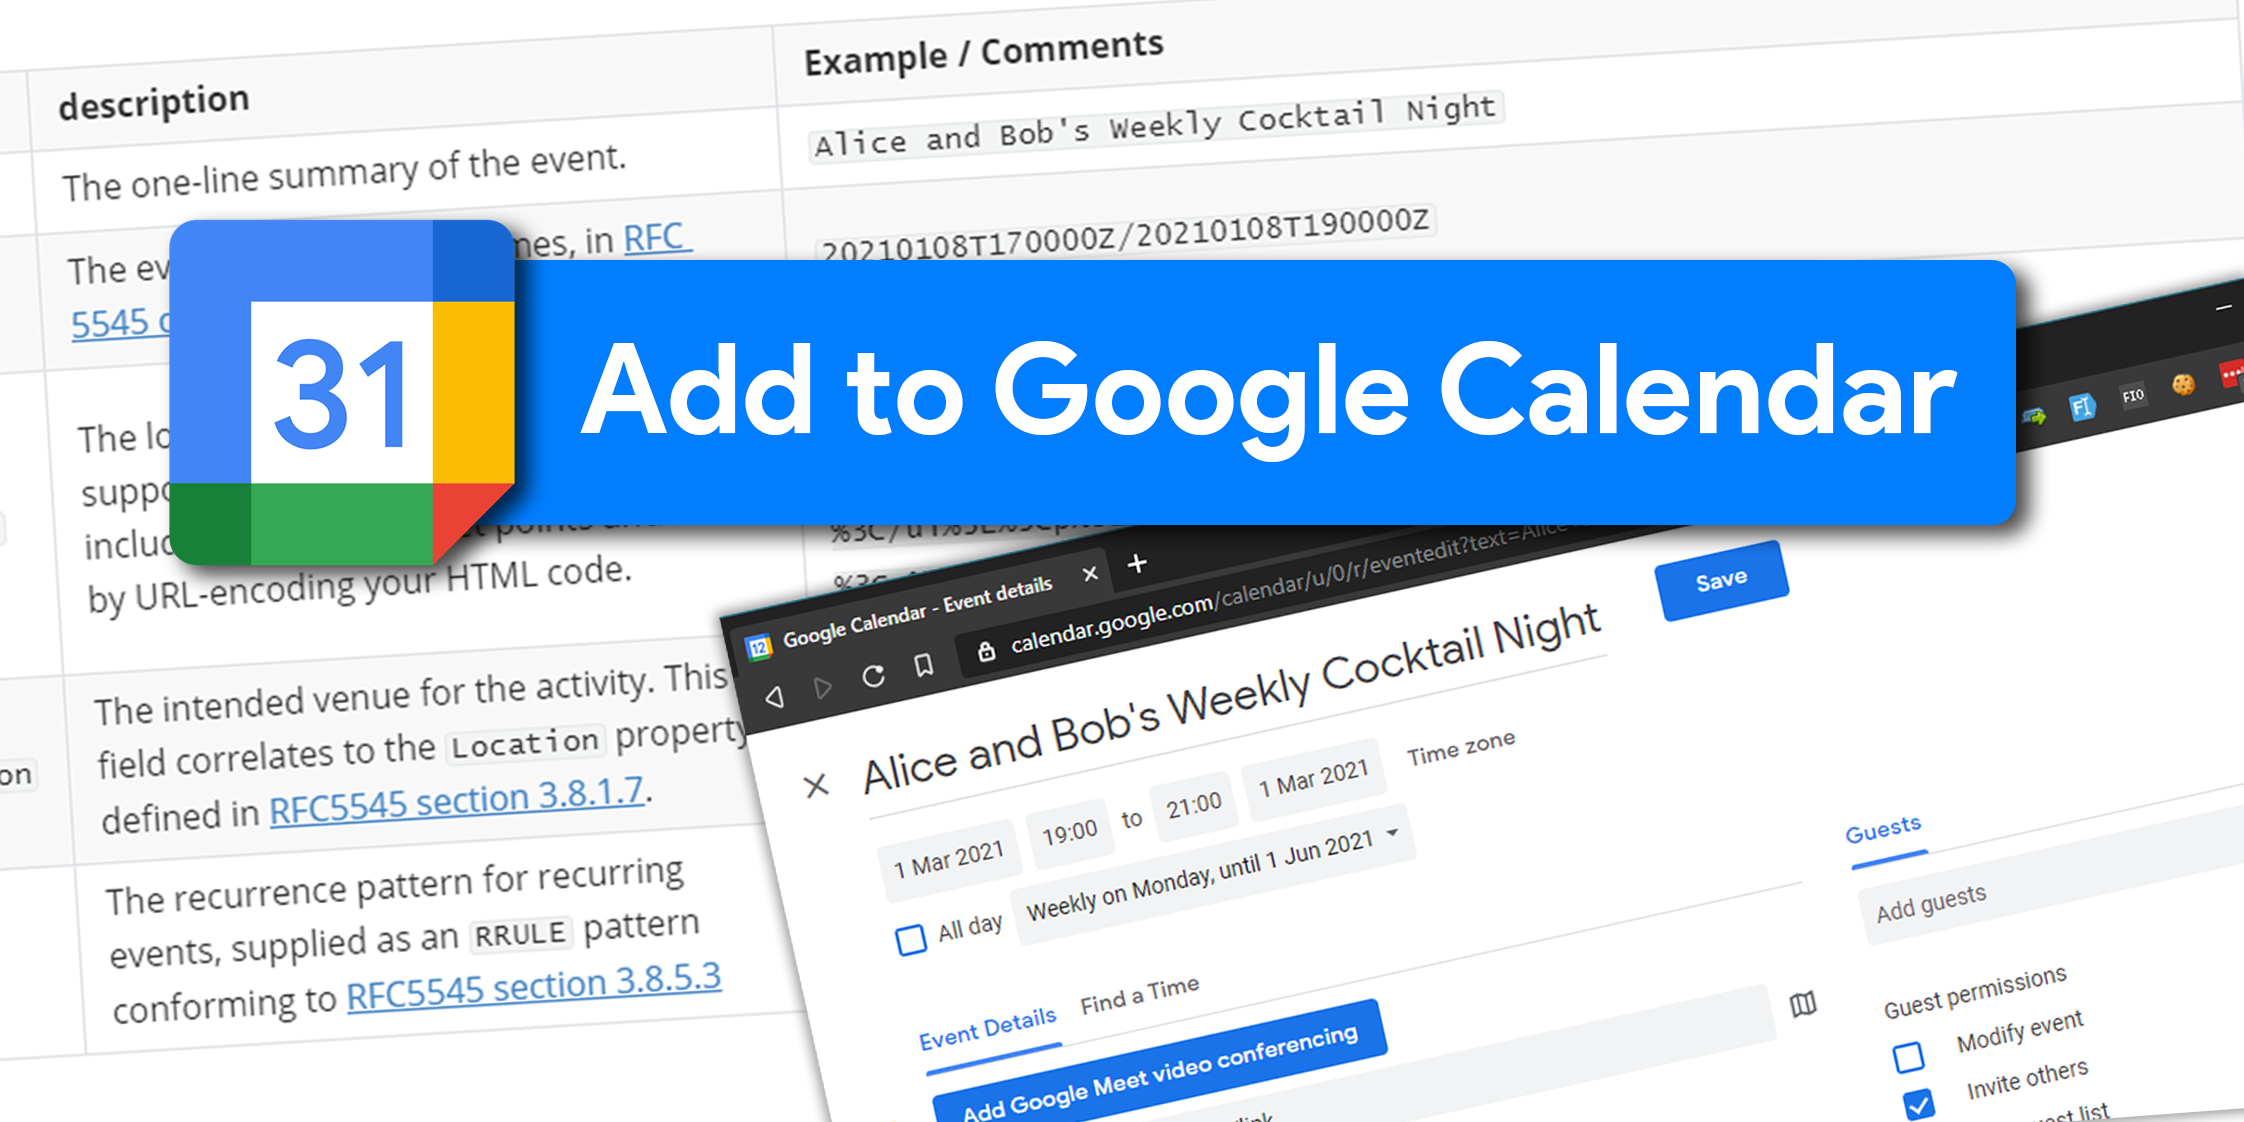 description
Example / Comments
The one-line summary of the event.
Alice and Bob's Weekly Cocktail Night
The
in RFC
5545
20210108T170000Z/20210108T190000Z
31
Add to Google Calendar
The
by URL-encoding your HTML code.
The intended venue for the activity. This
field correlates to the Location property
defined in RFC5545 section 3.8.1.7.
The recurrence pattern for recurring
events, supplied as an RRULE pattern
conforming to RFC5545 section 3.8.5.3
FIO
12 Google Calendar - Event details
calendar.google.com/calendar/u/0/r/eventedit?text=Alice
Alice and Bob's Weekly Cocktail Night
Save
1 Mar 2021 19:00 to 21:00 1 Mar 2021 Time zone
All day Weekly on Monday, until 1 Jun 2021
Event Details Find a Time
Add Google Meet video conferencing
Guests
Add guests
Guest permissions
Modify event
Invite others
list